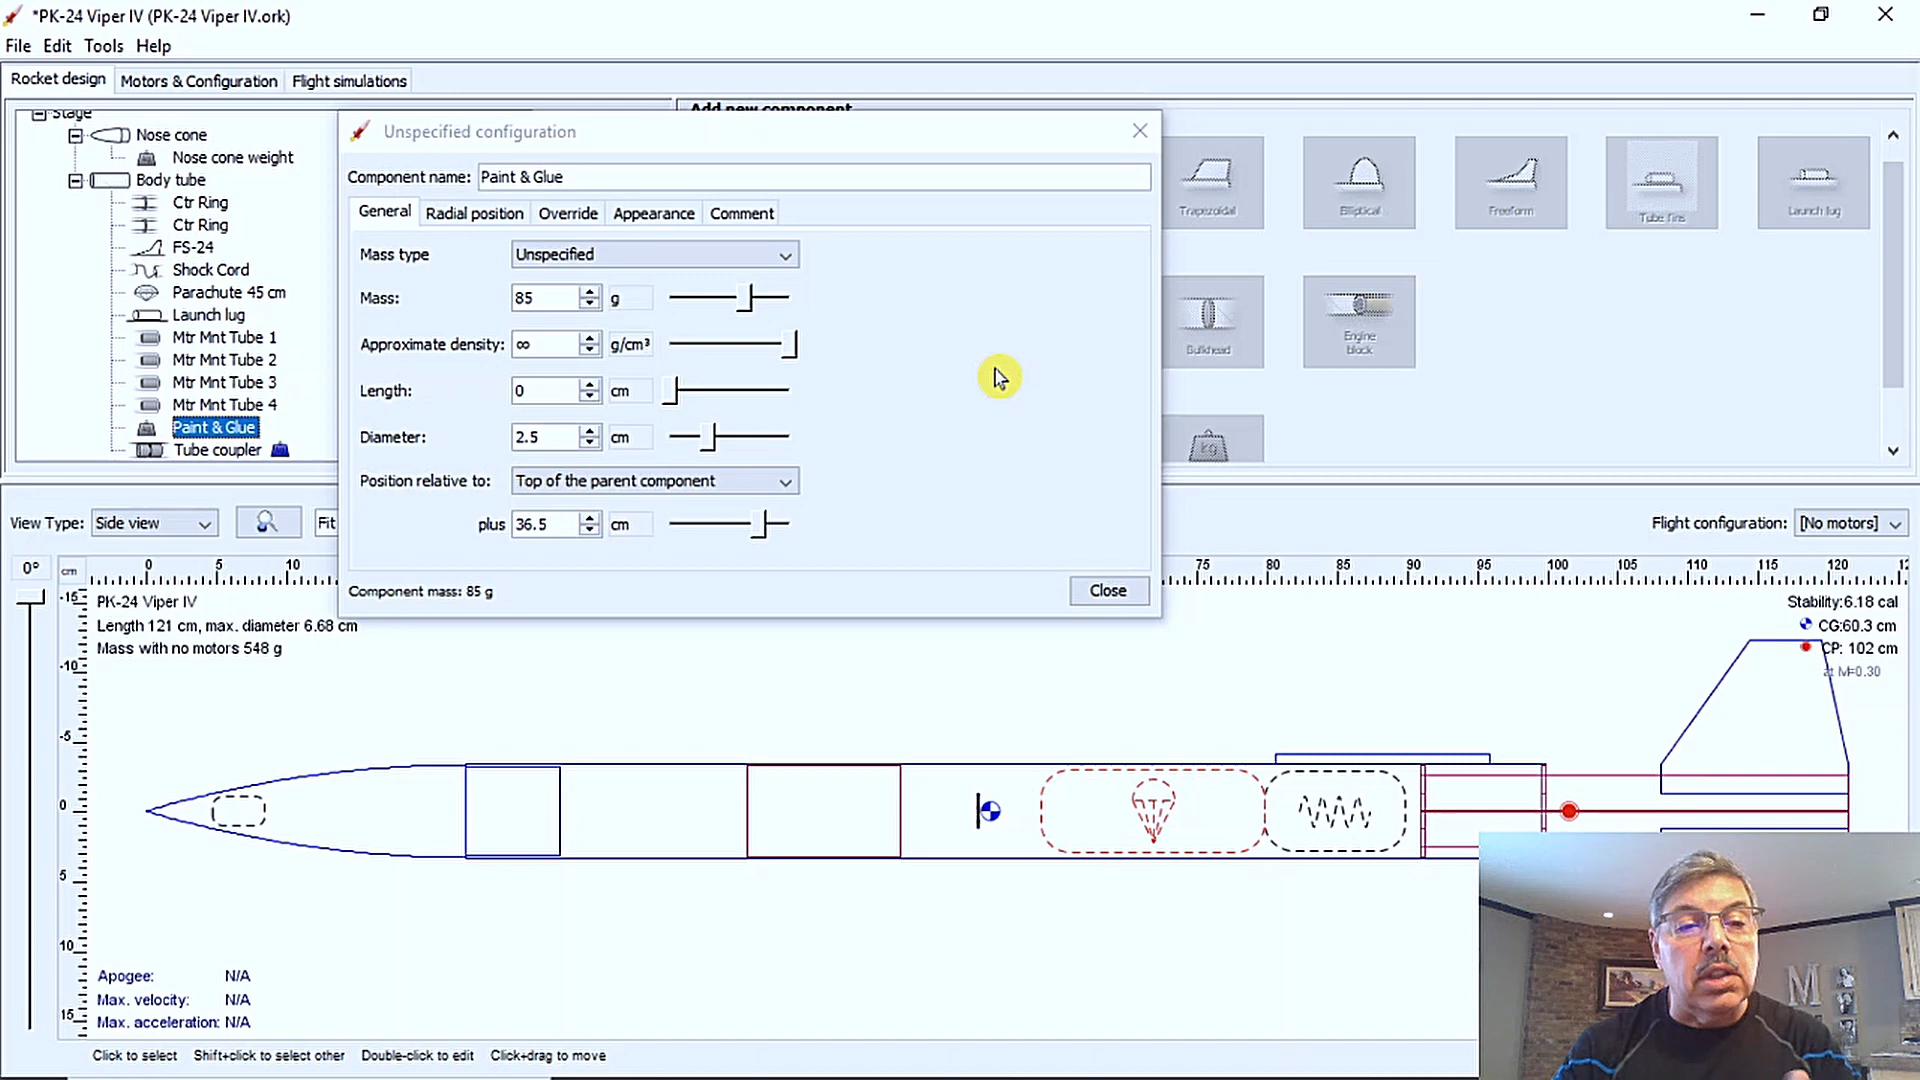 *PK-24 Viper IV (PK-24 Viper IV.ork)
File Edit Tools Help
Rocket design Motors & Configuration Flight simulations
Add new component
Stage
Nose cone
Nose cone weight
Body tube
Ctr Ring
Ctr Ring
FS-24
Shock Cord
Parachute 45 cm
Launch lug
Mtr Mnt Tube 1
Mtr Mnt Tube 2
Mtr Mnt Tube 3
Mtr Mnt Tube 4
Paint & Glue
Tube coupler
Unspecified configuration
Component name: Paint & Glue
General Radial position Override Appearance Comment
Mass type Unspecified
Mass: 85 g
Approximate density: ∞ g/cm³
Length: 0 cm
Diameter: 2.5 cm
Position relative to: Top of the parent component
plus 36.5 cm
Component mass: 85 g
Close
Trapezoidal Elliptical Freeform Tube fins Launch lug
Bulkhead Engine block
kg
View Type: Side view Fit
Flight configuration: [No motors]
0° cm 0 5 10 75 80 85 90 95 100 105 110 115 120 12
-15
-10
-5
0
5
10
15
PK-24 Viper IV
Length 121 cm, max. diameter 6.68 cm
Mass with no motors 548 g
Stability:6.18 cal
CG:60.3 cm
CP: 102 cm
at M=0.30
Apogee: N/A
Max. velocity: N/A
Max. acceleration: N/A
Click to select Shift+click to select other Double-click to edit Click+drag to move
M